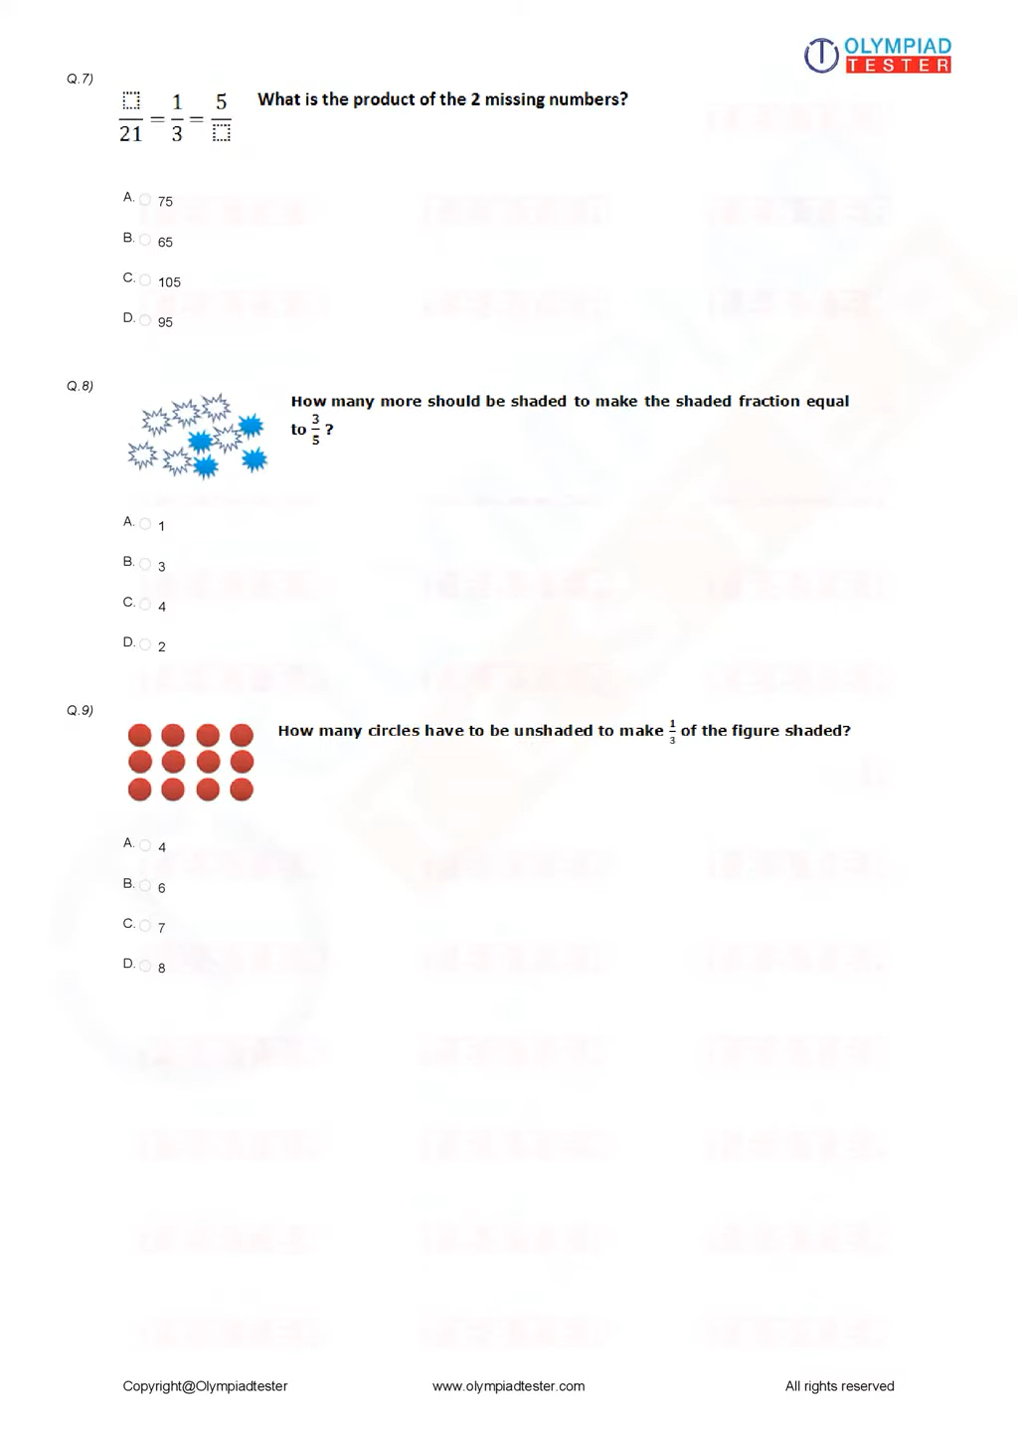 OLYMPIAD
TESTER
Q.7)
□/21 = 1/3 = 5/□ What is the product of the 2 missing numbers?
A. 75
B. 65
C. 105
D. 95
Q.8)
How many more should be shaded to make the shaded fraction equal
to 3/5 ?
A. 1
B. 3
C. 4
D. 2
Q.9)
How many circles have to be unshaded to make 1/3 of the figure shaded?
A. 4
B. 6
C. 7
D. 8
Copyright@Olympiadtester www.olympiadtester.com All rights reserved